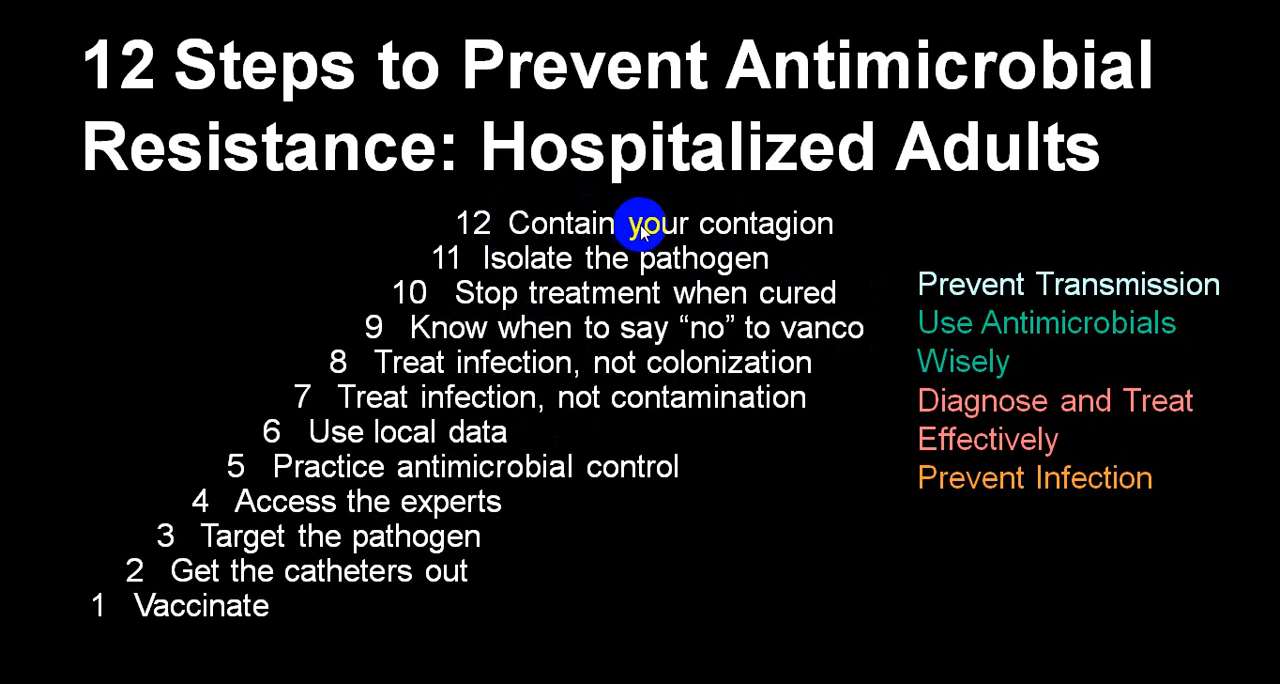 12 Steps to Prevent Antimicrobial
Resistance: Hospitalized Adults
12 Contain your contagion
11 Isolate the pathogen
10 Stop treatment when cured
9 Know when to say “no” to vanco
8 Treat infection, not colonization
7 Treat infection, not contamination
6 Use local data
5 Practice antimicrobial control
4 Access the experts
3 Target the pathogen
2 Get the catheters out
1 Vaccinate
Prevent Transmission
Use Antimicrobials
Wisely
Diagnose and Treat
Effectively
Prevent Infection